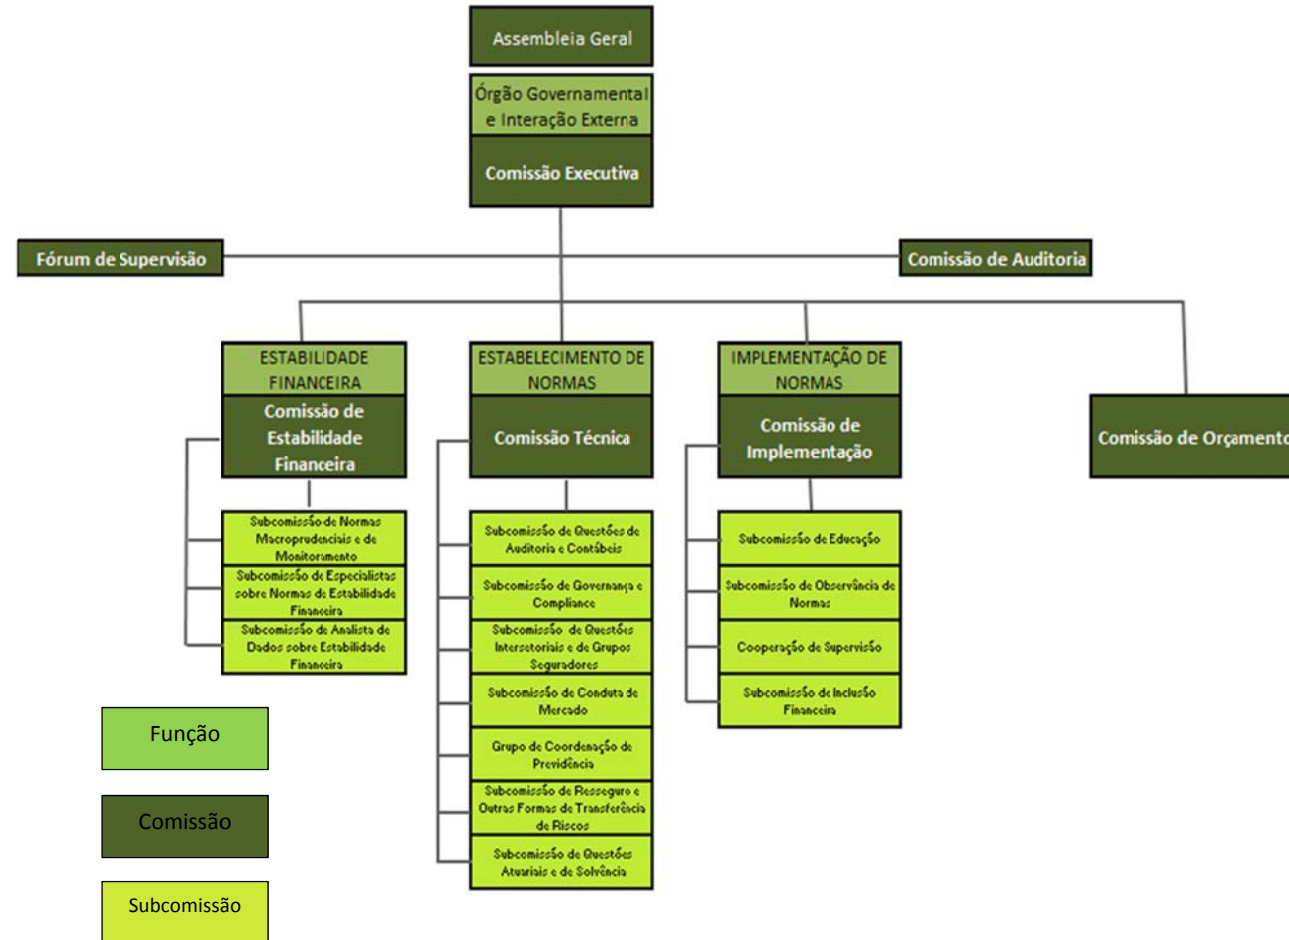 Assembleia Geral
Órgão Governamental
e Interação Externa
Comissão Executiva
Fórum de Supervisão
Comissão de Auditoria
ESTABILIDADE
FINANCEIRA
Comissão de
Estabilidade
Financeira
Subcomissão de Normas
Macroprudenciais e de
Monitoramento
Subcomissão de Especialistas
sobre Normas de Estabilidade
Financeira
Subcomissão de Analista de
Dados sobre Estabilidade
Financeira
ESTABELECIMENTO DE
NORMAS
Comissão Técnica
Subcomissão de Questões de
Auditoria e Contábeis
Subcomissão de Governança e
Compliance
Subcomissão de Questões
Intersetoriais e de Grupos
Seguradores
Subcomissão de Conduta de
Mercado
Grupo de Coordenação de
Previdência
Subcomissão de Resseguro e
Outras Formas de Transferência
de Riscos
Subcomissão de Questões
Atuariais e de Solvência
IMPLEMENTAÇÃO DE
NORMAS
Comissão de
Implementação
Subcomissão de Educação
Subcomissão de Observância de
Normas
Cooperação de Supervisão
Subcomissão de Inclusão
Financeira
Comissão de Orçamento
Função
Comissão
Subcomissão